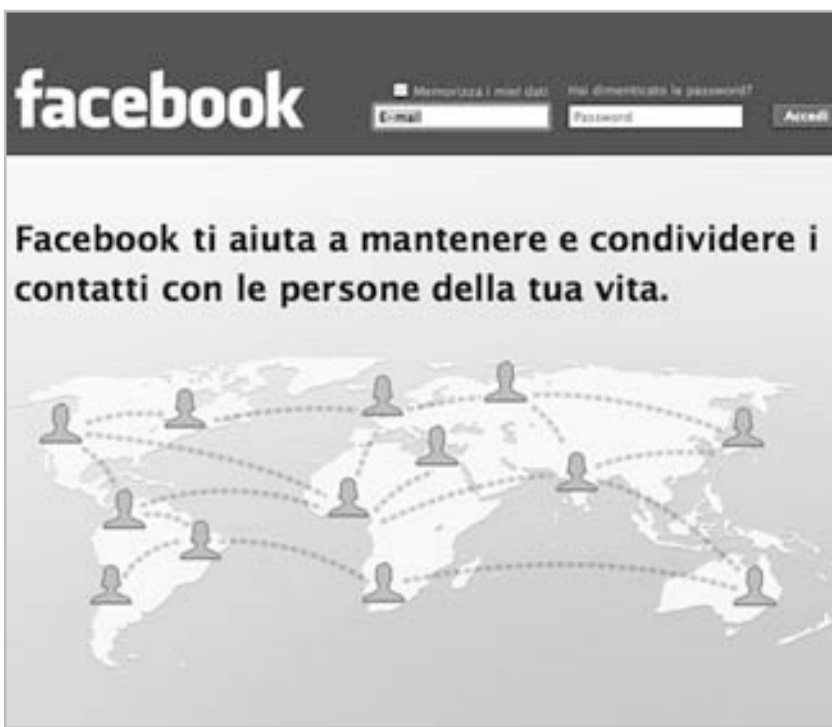 facebook
Memorizza i miei dati Hai dimenticato la password?
E-mail Password Accedi
Facebook ti aiuta a mantenere e condividere i
contatti con le persone della tua vita.